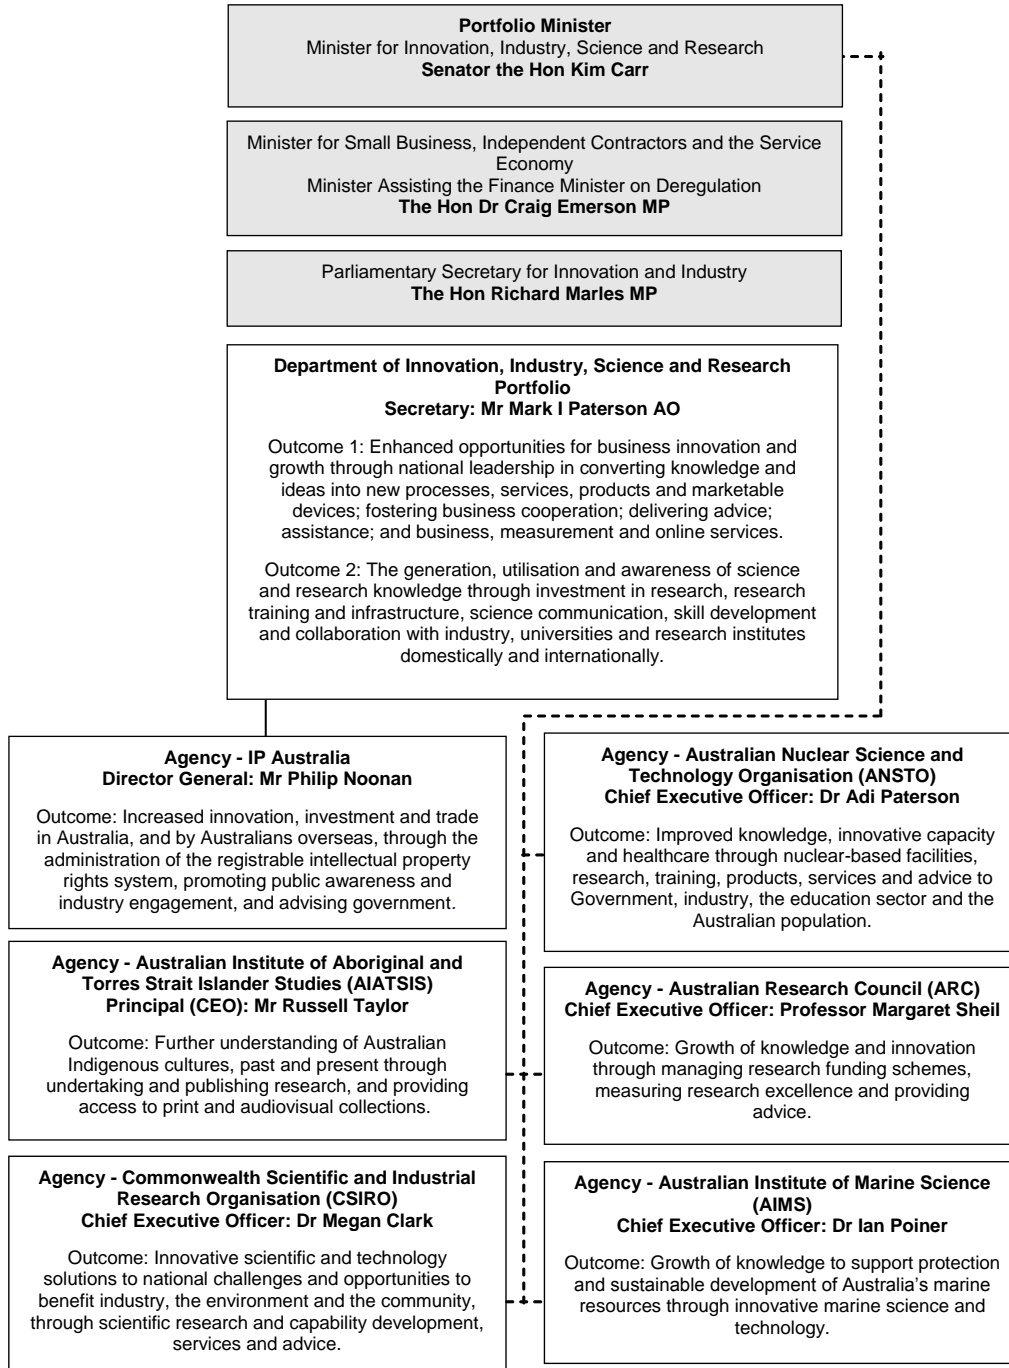 Portfolio Minister
Minister for Innovation, Industry, Science and Research
Senator the Hon Kim Carr
Minister for Small Business, Independent Contractors and the Service
Economy
Minister Assisting the Finance Minister on Deregulation
The Hon Dr Craig Emerson MP
Parliamentary Secretary for Innovation and Industry
The Hon Richard Marles MP
Department of Innovation, Industry, Science and Research
Portfolio
Secretary: Mr Mark I Paterson AO
Outcome 1: Enhanced opportunities for business innovation and
growth through national leadership in converting knowledge and
ideas into new processes, services, products and marketable
devices; fostering business cooperation; delivering advice;
assistance; and business, measurement and online services.
Outcome 2: The generation, utilisation and awareness of science
and research knowledge through investment in research, research
training and infrastructure, science communication, skill development
and collaboration with industry, universities and research institutes
domestically and internationally.
Agency - IP Australia
Director General: Mr Philip Noonan
Outcome: Increased innovation, investment and trade
in Australia, and by Australians overseas, through the
administration of the registrable intellectual property
rights system, promoting public awareness and
industry engagement, and advising government.
Agency - Australian Nuclear Science and
Technology Organisation (ANSTO)
Chief Executive Officer: Dr Adi Paterson
Outcome: Improved knowledge, innovative capacity
and healthcare through nuclear-based facilities,
research, training, products, services and advice to
Government, industry, the education sector and the
Australian population.
Agency - Australian Institute of Aboriginal and
Torres Strait Islander Studies (AIATSIS)
Principal (CEO): Mr Russell Taylor
Outcome: Further understanding of Australian
Indigenous cultures, past and present through
undertaking and publishing research, and providing
access to print and audiovisual collections.
Agency - Australian Research Council (ARC)
Chief Executive Officer: Professor Margaret Sheil
Outcome: Growth of knowledge and innovation
through managing research funding schemes,
measuring research excellence and providing
advice.
Agency - Commonwealth Scientific and Industrial
Research Organisation (CSIRO)
Chief Executive Officer: Dr Megan Clark
Outcome: Innovative scientific and technology
solutions to national challenges and opportunities to
benefit industry, the environment and the community,
through scientific research and capability development,
services and advice.
Agency - Australian Institute of Marine Science
(AIMS)
Chief Executive Officer: Dr Ian Poiner
Outcome: Growth of knowledge to support protection
and sustainable development of Australia's marine
resources through innovative marine science and
technology.